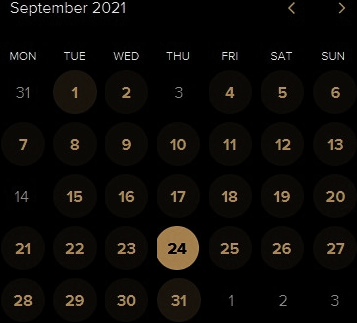 September 2021
MON TUE WED THU FRI SAT SUN
31 1 2 3 4 5 6
7 8 9 10 11 12 13
14 15 16 17 18 19 20
21 22 23 24 25 26 27
28 29 30 31 1 2 3